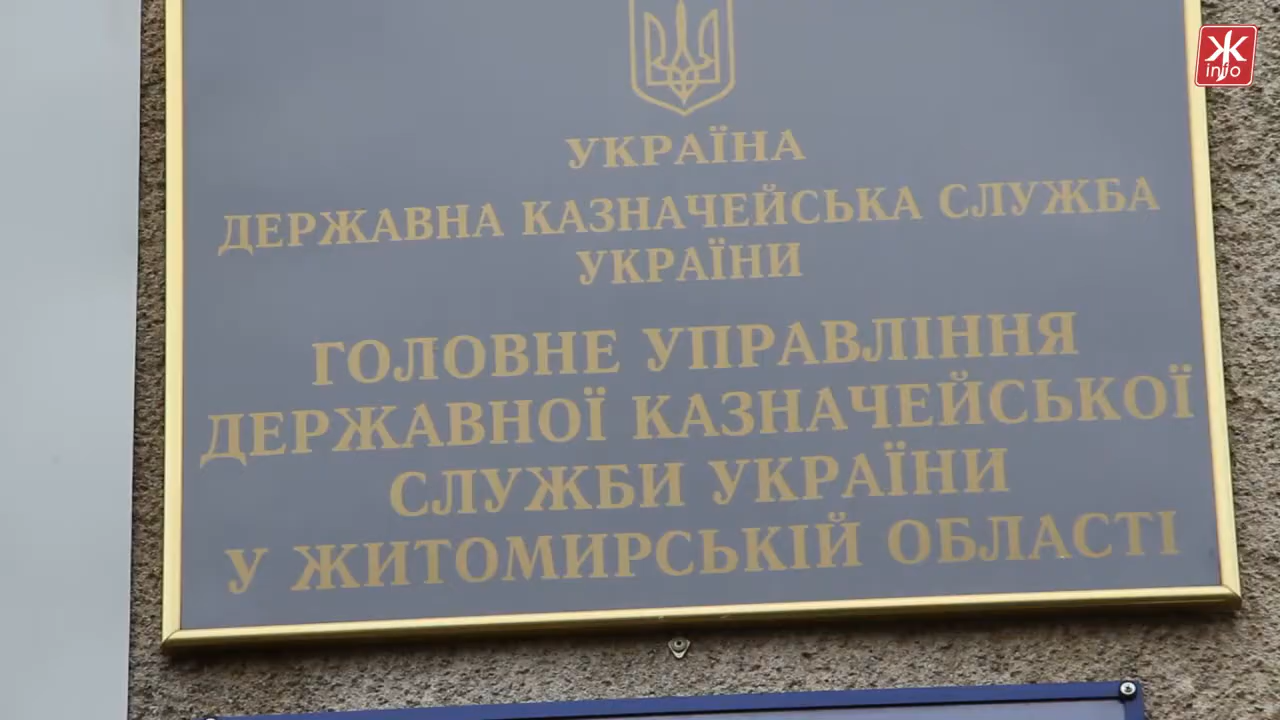 Ж
info
УКРАЇНА
ДЕРЖАВНА КАЗНАЧЕЙСЬКА СЛУЖБА
УКРАЇНИ
ГОЛОВНЕ УПРАВЛІННЯ
ДЕРЖАВНОЇ КАЗНАЧЕЙСЬКОЇ
СЛУЖБИ УКРАЇНИ
У ЖИТОМИРСЬКІЙ ОБЛАСТІ